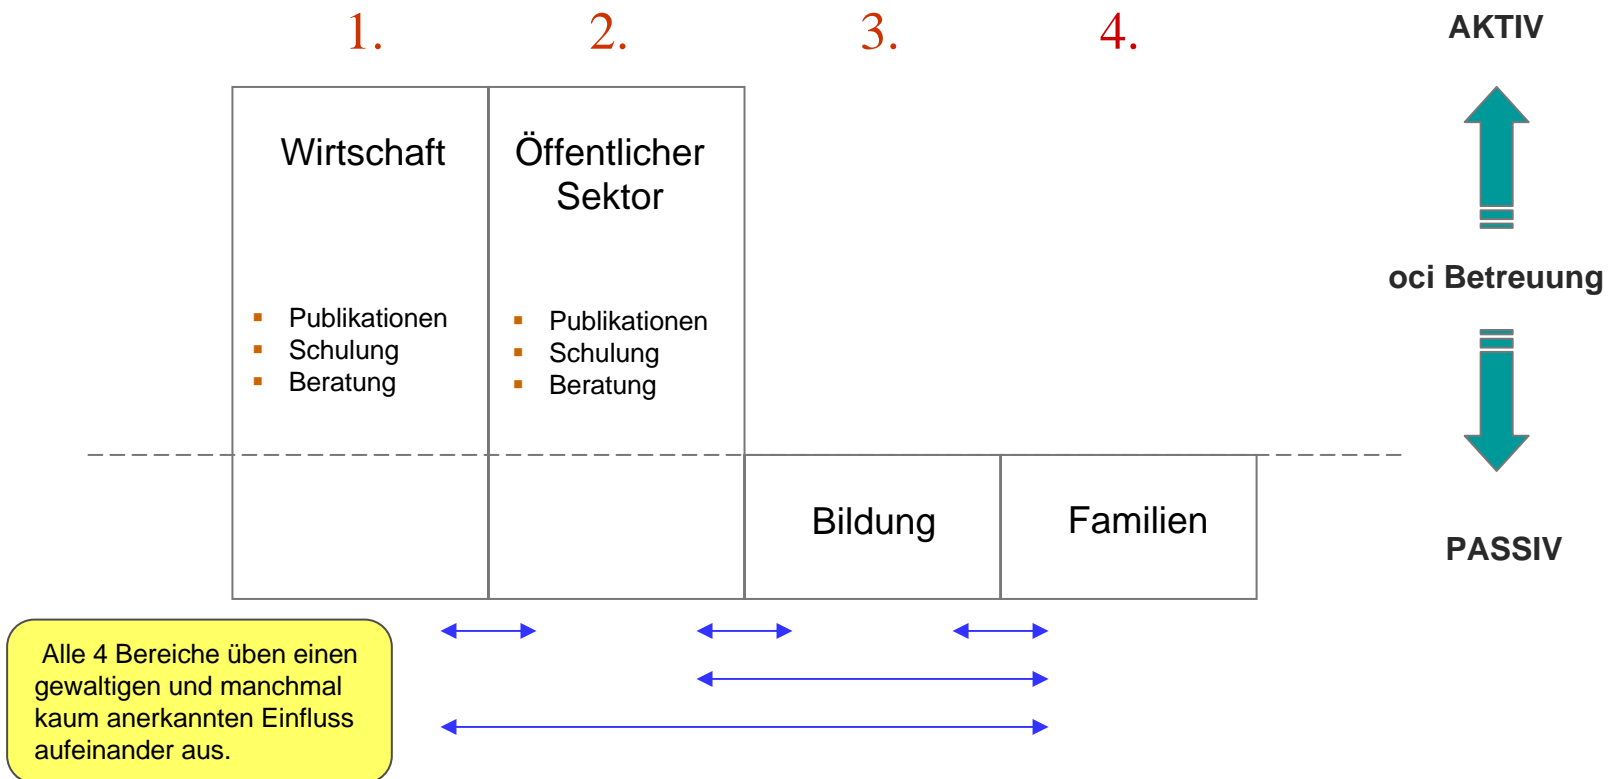 1.
2.
3.
4.
AKTIV
Wirtschaft
Öffentlicher
Sektor
▪ Publikationen
▪ Schulung
▪ Beratung
▪ Publikationen
▪ Schulung
▪ Beratung
oci Betreuung
Bildung
Familien
PASSIV
Alle 4 Bereiche üben einen
gewaltigen und manchmal
kaum anerkannten Einfluss
aufeinander aus.